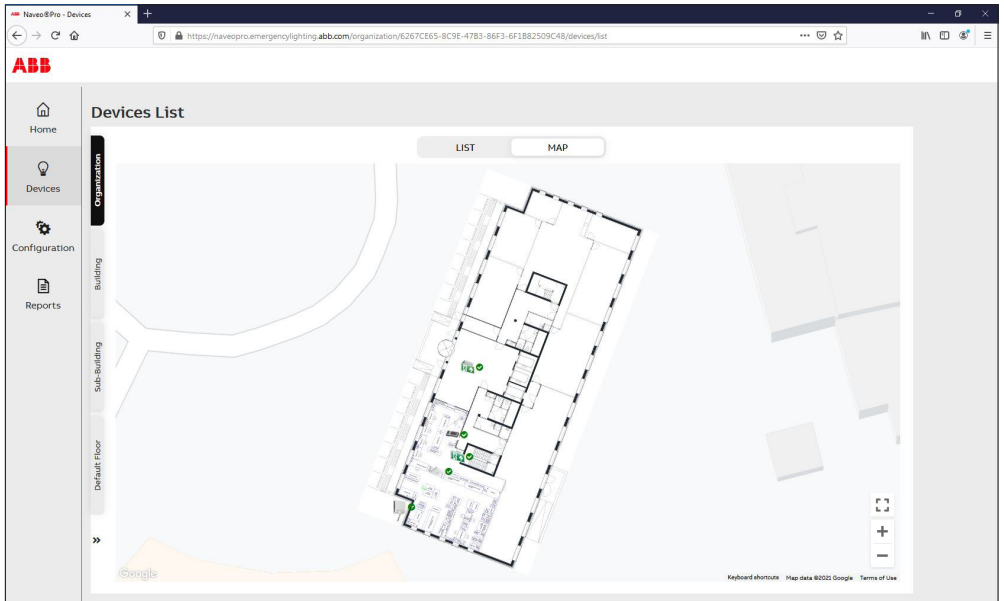 Naveo®Pro - Devices
https://naveopro.emergencylighting.abb.com/organization/6267CE65-8C9E-47B3-86F3-6F1B82509C48/devices/list
ABB
Home
Devices
Configuration
Reports
Devices List
LIST
MAP
Organization
Building
Sub-Building
Default Floor
Google
Keyboard shortcuts Map data ©2021 Google Terms of Use